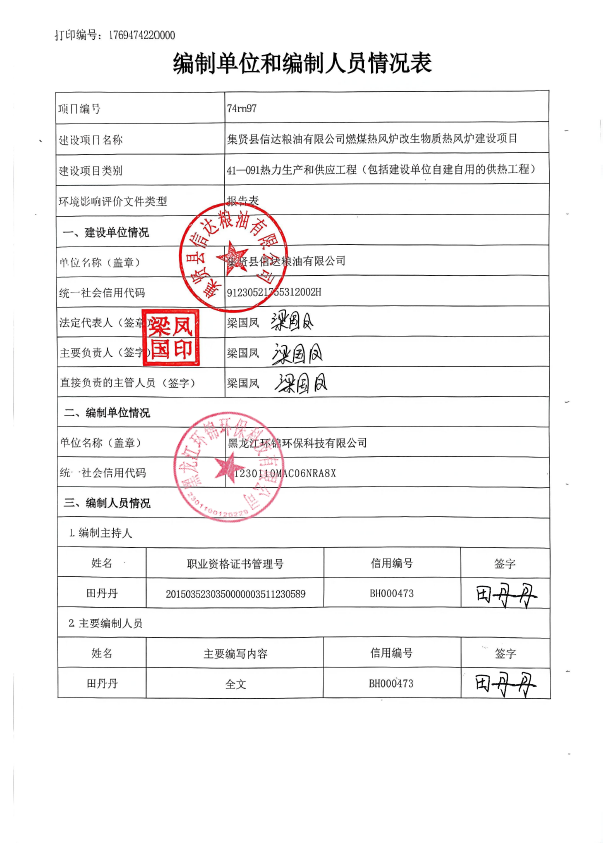 打印编号：1769474220000
编制单位和编制人员情况表
项目编号 74rn97
建设项目名称 集贤县信达粮油有限公司燃煤热风炉改生物质热风炉建设项目
建设项目类别 41—091热力生产和供应工程（包括建设单位自建自用的供热工程）
环境影响评价文件类型 报告表
一、建设单位情况
单位名称（盖章） 集贤县信达粮油有限公司
统一社会信用代码 91230521755312002H
法定代表人（签章） 梁国凤 梁国凤
主要负责人（签字） 梁国凤 梁国凤
直接负责的主管人员（签字） 梁国凤 梁国凤
集贤县信达粮油有限公司
梁凤
国印
二、编制单位情况
单位名称（盖章） 黑龙江环锦环保科技有限公司
统一社会信用代码 91230110MAC06NRA8X
黑龙江环锦环保科技有限公司
三、编制人员情况
1.编制主持人
姓名 职业资格证书管理号 信用编号 签字
田丹丹 2015035230350000003511230589 BH000473 田丹丹
2.主要编制人员
姓名 主要编写内容 信用编号 签字
田丹丹 全文 BH000473 田丹丹